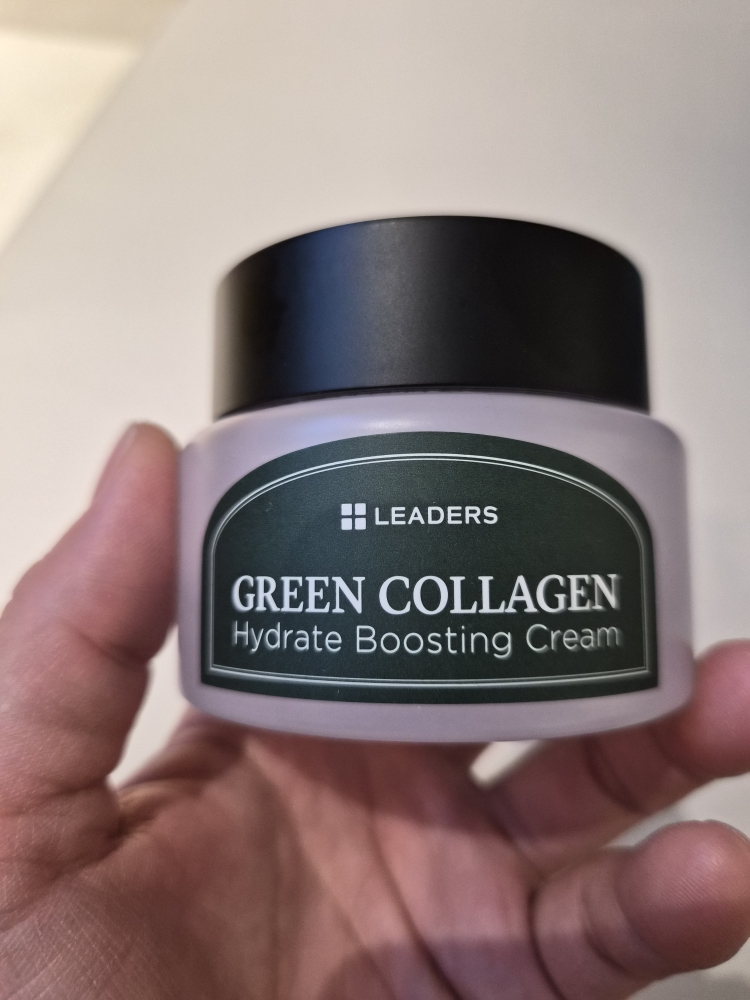 LEADERS
GREEN COLLAGEN
Hydrate Boosting Cream